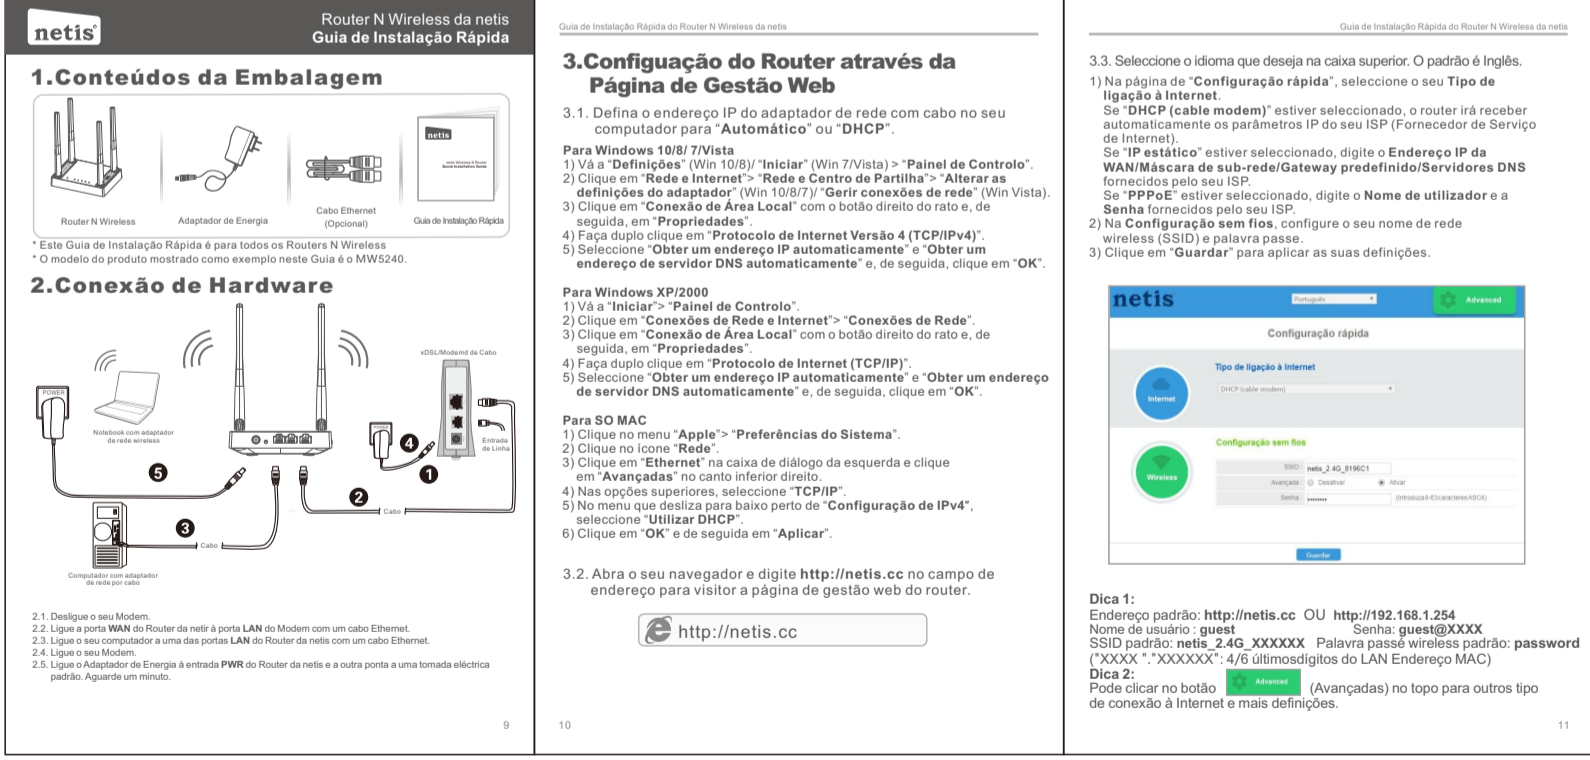 netis
Router N Wireless da netis
Guia de Instalação Rápida
1.Conteúdos da Embalagem
netis
netis Wireless N Router
Quick Installation Guide
Router N Wireless
Adaptador de Energia
Cabo Ethernet
(Opcional)
Guia de Instalação Rápida
* Este Guia de Instalação Rápida é para todos os Routers N Wireless
* O modelo do produto mostrado como exemplo neste Guia é o MW5240.
2.Conexão de Hardware
xDSL/Modemd de Cabo
POWER
Notebook com adaptador
de rede wireless
POWER
4
Entrada
de Linha
5
1
2
Cabo
3
Cabo
Computador com adaptador
de rede por cabo
2.1. Desligue o seu Modem.
2.2. Ligue a porta WAN do Router da netir à porta LAN do Modem com um cabo Ethernet.
2.3. Ligue o seu computador a uma das portas LAN do Router da netis com um cabo Ethernet.
2.4. Ligue o seu Modem.
2.5. Ligue o Adaptador de Energia à entrada PWR do Router da netis e a outra ponta a uma tomada eléctrica
padrão. Aguarde um minuto.
9
Guia de Instalação Rápida do Router N Wireless da netis
3.Configuação do Router através da
Página de Gestão Web
3.1. Defina o endereço IP do adaptador de rede com cabo no seu
computador para “Automático” ou “DHCP”.
Para Windows 10/8/ 7/Vista
1) Vá a “Definições” (Win 10/8)/ “Iniciar” (Win 7/Vista) > “Painel de Controlo”.
2) Clique em “Rede e Internet”> “Rede e Centro de Partilha”> “Alterar as
definições do adaptador” (Win 10/8/7)/ “Gerir conexões de rede” (Win Vista).
3) Clique em “Conexão de Área Local” com o botão direito do rato e, de
seguida, em “Propriedades”.
4) Faça duplo clique em “Protocolo de Internet Versão 4 (TCP/IPv4)”.
5) Seleccione “Obter um endereço IP automaticamente” e “Obter um
endereço de servidor DNS automaticamente” e, de seguida, clique em “OK”.
Para Windows XP/2000
1) Vá a “Iniciar”> “Painel de Controlo”.
2) Clique em “Conexões de Rede e Internet”> “Conexões de Rede”.
3) Clique em “Conexão de Área Local” com o botão direito do rato e, de
seguida, em “Propriedades”.
4) Faça duplo clique em “Protocolo de Internet (TCP/IP)”.
5) Seleccione “Obter um endereço IP automaticamente” e “Obter um endereço
de servidor DNS automaticamente” e, de seguida, clique em “OK”.
Para SO MAC
1) Clique no menu “Apple”> “Preferências do Sistema”.
2) Clique no ícone “Rede”.
3) Clique em “Ethernet” na caixa de diálogo da esquerda e clique
em “Avançadas” no canto inferior direito.
4) Nas opções superiores, seleccione “TCP/IP”.
5) No menu que desliza para baixo perto de “Configuração de IPv4”,
seleccione “Utilizar DHCP”.
6) Clique em “OK” e de seguida em “Aplicar”.
3.2. Abra o seu navegador e digite http://netis.cc no campo de
endereço para visitor a página de gestão web do router.
http://netis.cc
10
Guia de Instalação Rápida do Router N Wireless da netis
3.3. Seleccione o idioma que deseja na caixa superior. O padrão é Inglês.
1) Na página de “Configuração rápida”, seleccione o seu Tipo de
ligação à Internet.
Se “DHCP (cable modem)” estiver seleccionado, o router irá receber
automaticamente os parâmetros IP do seu ISP (Fornecedor de Serviço
de Internet).
Se “IP estático” estiver seleccionado, digite o Endereço IP da
WAN/Máscara de sub-rede/Gateway predefinido/Servidores DNS
fornecidos pelo seu ISP.
Se “PPPoE” estiver seleccionado, digite o Nome de utilizador e a
Senha fornecidos pelo seu ISP.
2) Na Configuração sem fios, configure o seu nome de rede
wireless (SSID) e palavra passe.
3) Clique em “Guardar” para aplicar as suas definições.
netis
Português
Advanced
Configuração rápida
Tipo de ligação à Internet
DHCP (cable modem)
Internet
Configuração sem fios
SSID netis_2.4G_8196C1
Avançada Desativar Ativar
Senha •••••••• (Introduza 8-63 caracteres ASCII)
Wireless
Guardar
Dica 1:
Endereço padrão: http://netis.cc OU http://192.168.1.254
Nome de usuário : guest Senha: guest@XXXX
SSID padrão: netis_2.4G_XXXXXX Palavra passe wireless padrão: password
("XXXX "."XXXXXX": 4/6 últimosdígitos do LAN Endereço MAC)
Dica 2:
Pode clicar no botão Advanced (Avançadas) no topo para outros tipo
de conexão à Internet e mais definições.
11